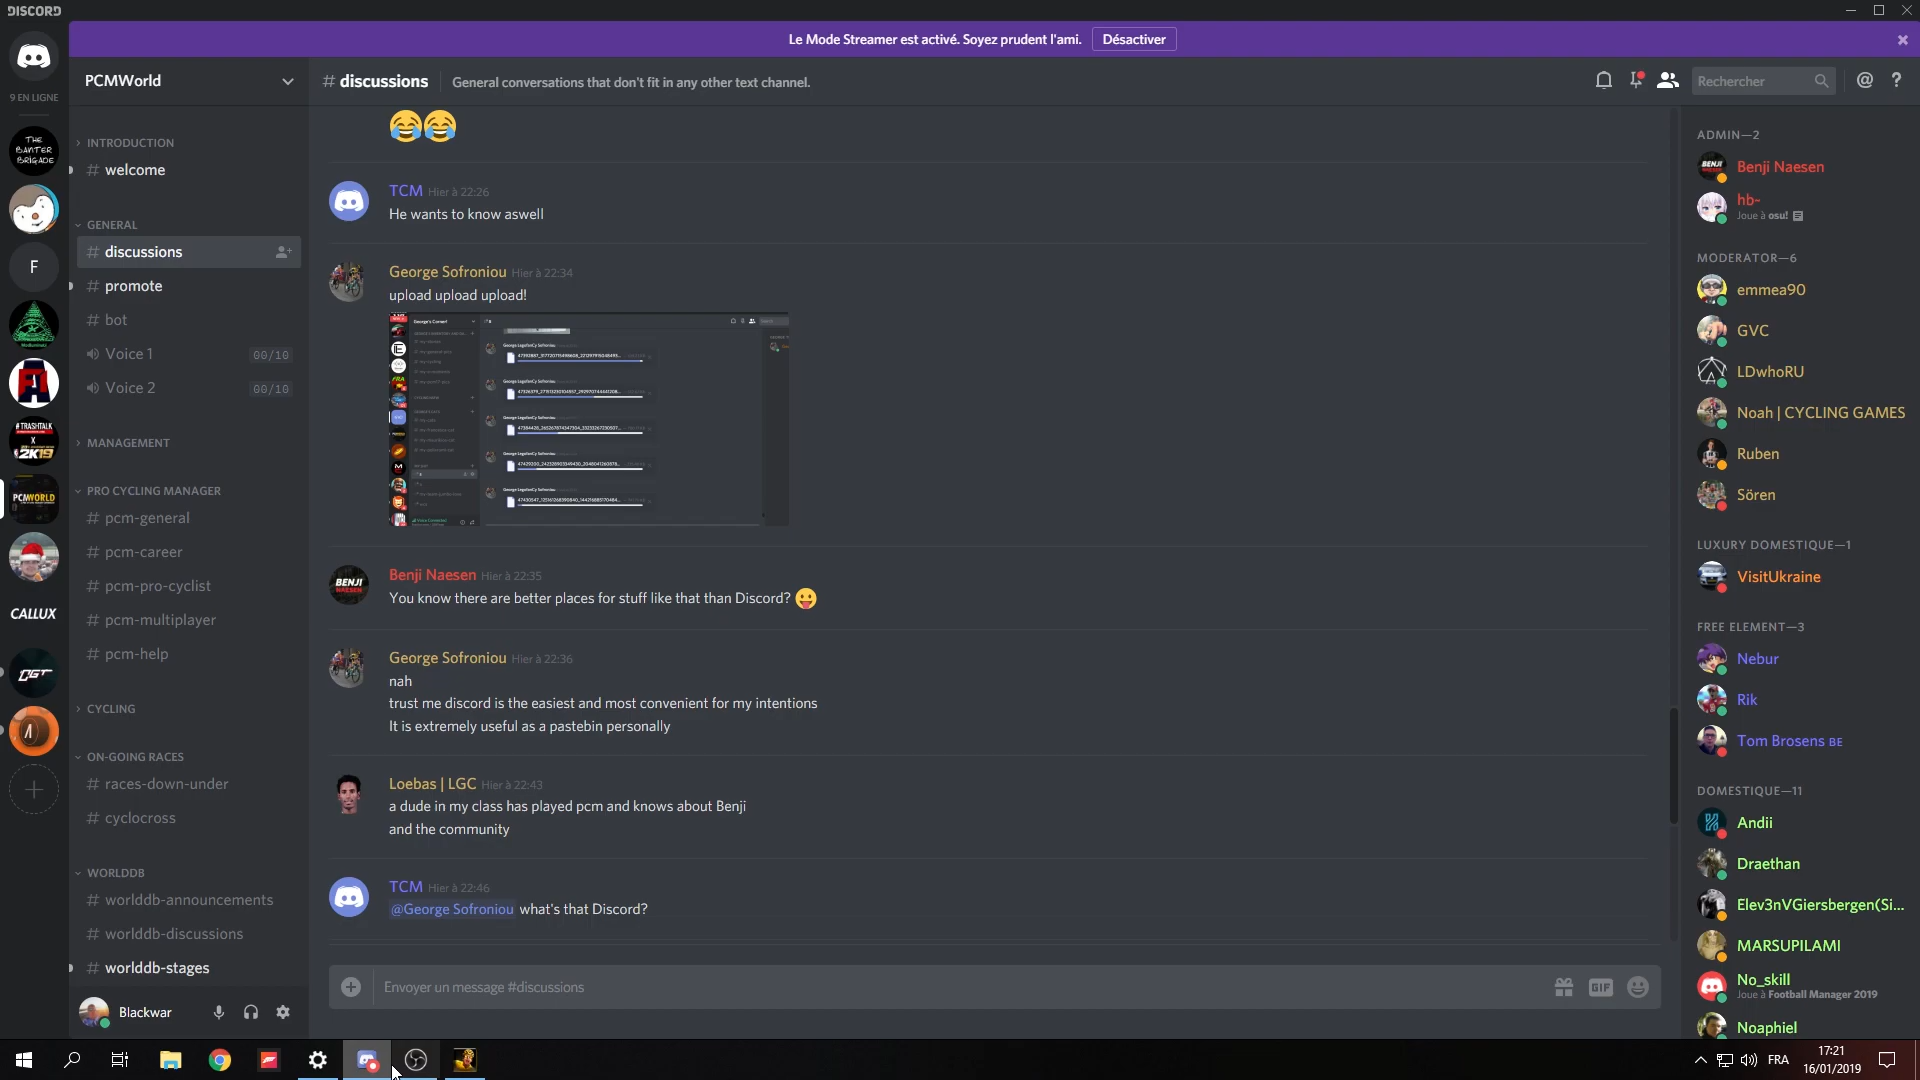 DISCORD
Le Mode Streamer est activé. Soyez prudent l'ami. Désactiver
9 EN LIGNE
THE
BANTER
BRIGADE
F
#TRASHTALK
X
2K19
PCMWORLD
CALLUX
PCMWorld
INTRODUCTION
# welcome
GENERAL
# discussions
# promote
# bot
Voice 1 00/10
Voice 2 00/10
MANAGEMENT
PRO CYCLING MANAGER
# pcm-general
# pcm-career
# pcm-pro-cyclist
# pcm-multiplayer
# pcm-help
CYCLING
ON-GOING RACES
# races-down-under
# cyclocross
WORLDDB
# worlddb-announcements
# worlddb-discussions
# worlddb-stages
Blackwar
# discussions General conversations that don't fit in any other text channel.
Rechercher
TCM Hier à 22:26
He wants to know aswell
George Sofroniou Hier à 22:34
upload upload upload!
George's Corner!
BENJI
NAESEN
Benji Naesen Hier à 22:35
You know there are better places for stuff like that than Discord? 😛
George Sofroniou Hier à 22:36
nah
trust me discord is the easiest and most convenient for my intentions
It is extremely useful as a pastebin personally
Loebas | LGC Hier à 22:43
a dude in my class has played pcm and knows about Benji
and the community
TCM Hier à 22:46
@George Sofroniou what's that Discord?
Envoyer un message #discussions
GIF
ADMIN—2
Benji Naesen
hb~
Joue à osu!
MODERATOR—6
emmea90
GVC
LDwhoRU
Noah | CYCLING GAMES
Ruben
Sören
LUXURY DOMESTIQUE—1
VisitUkraine
FREE ELEMENT—3
Nebur
Rik
Tom Brosens BE
DOMESTIQUE—11
Andii
Draethan
Elev3nVGiersbergen(Si...
MARSUPILAMI
No_skill
Joue à Football Manager 2019
Noaphiel
FRA
17:21
16/01/2019